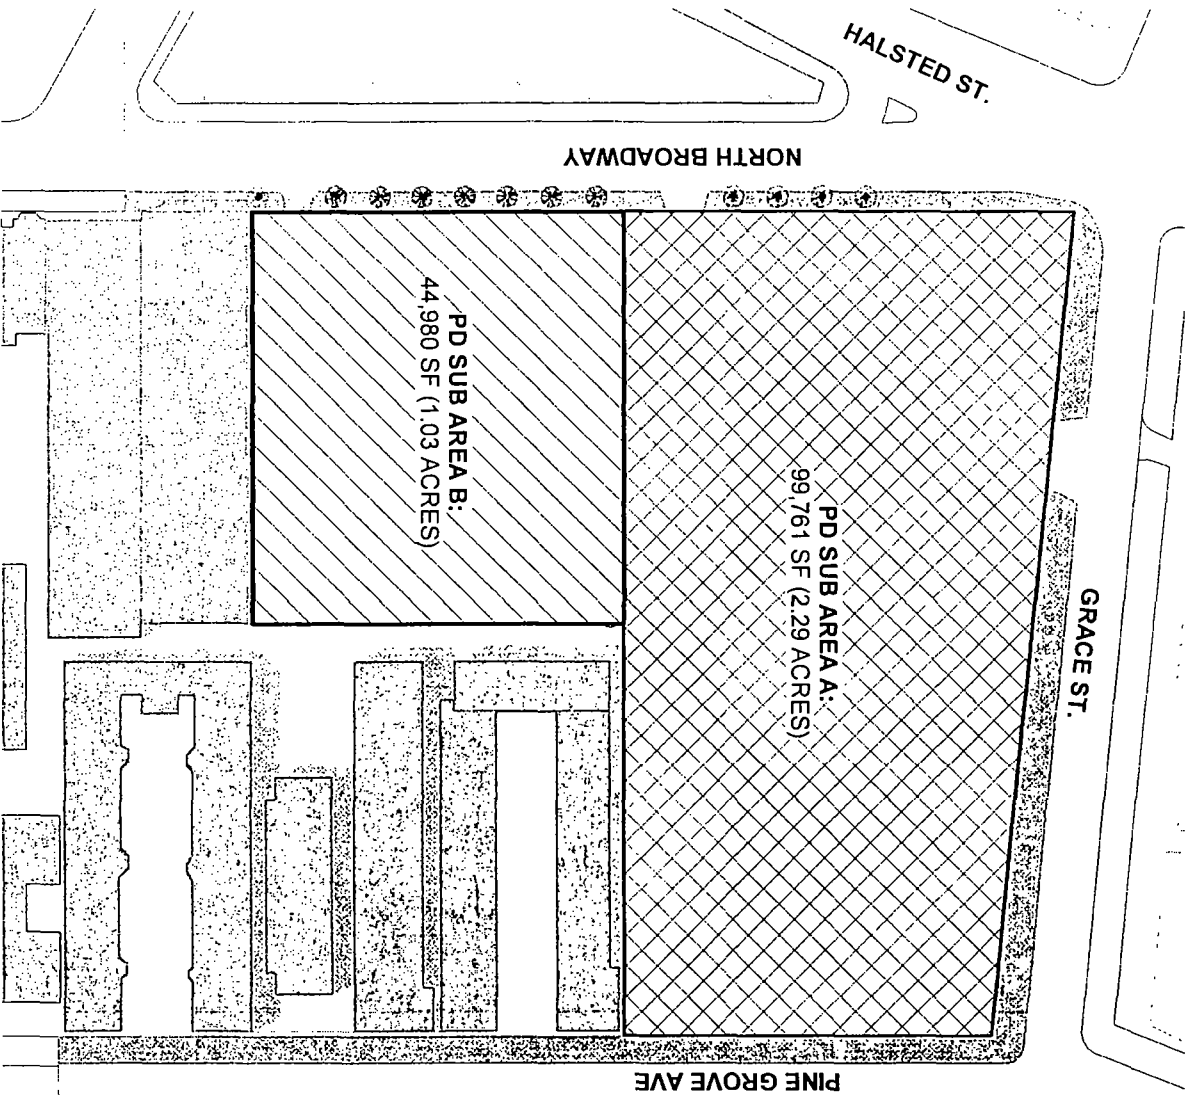 HALSTED ST.
NORTH BROADWAY
PD SUB AREA B:
44,980 SF (1.03 ACRES)
PD SUB AREA A:
99,761 SF (2.29 ACRES)
GRACE ST.
PINE GROVE AVE